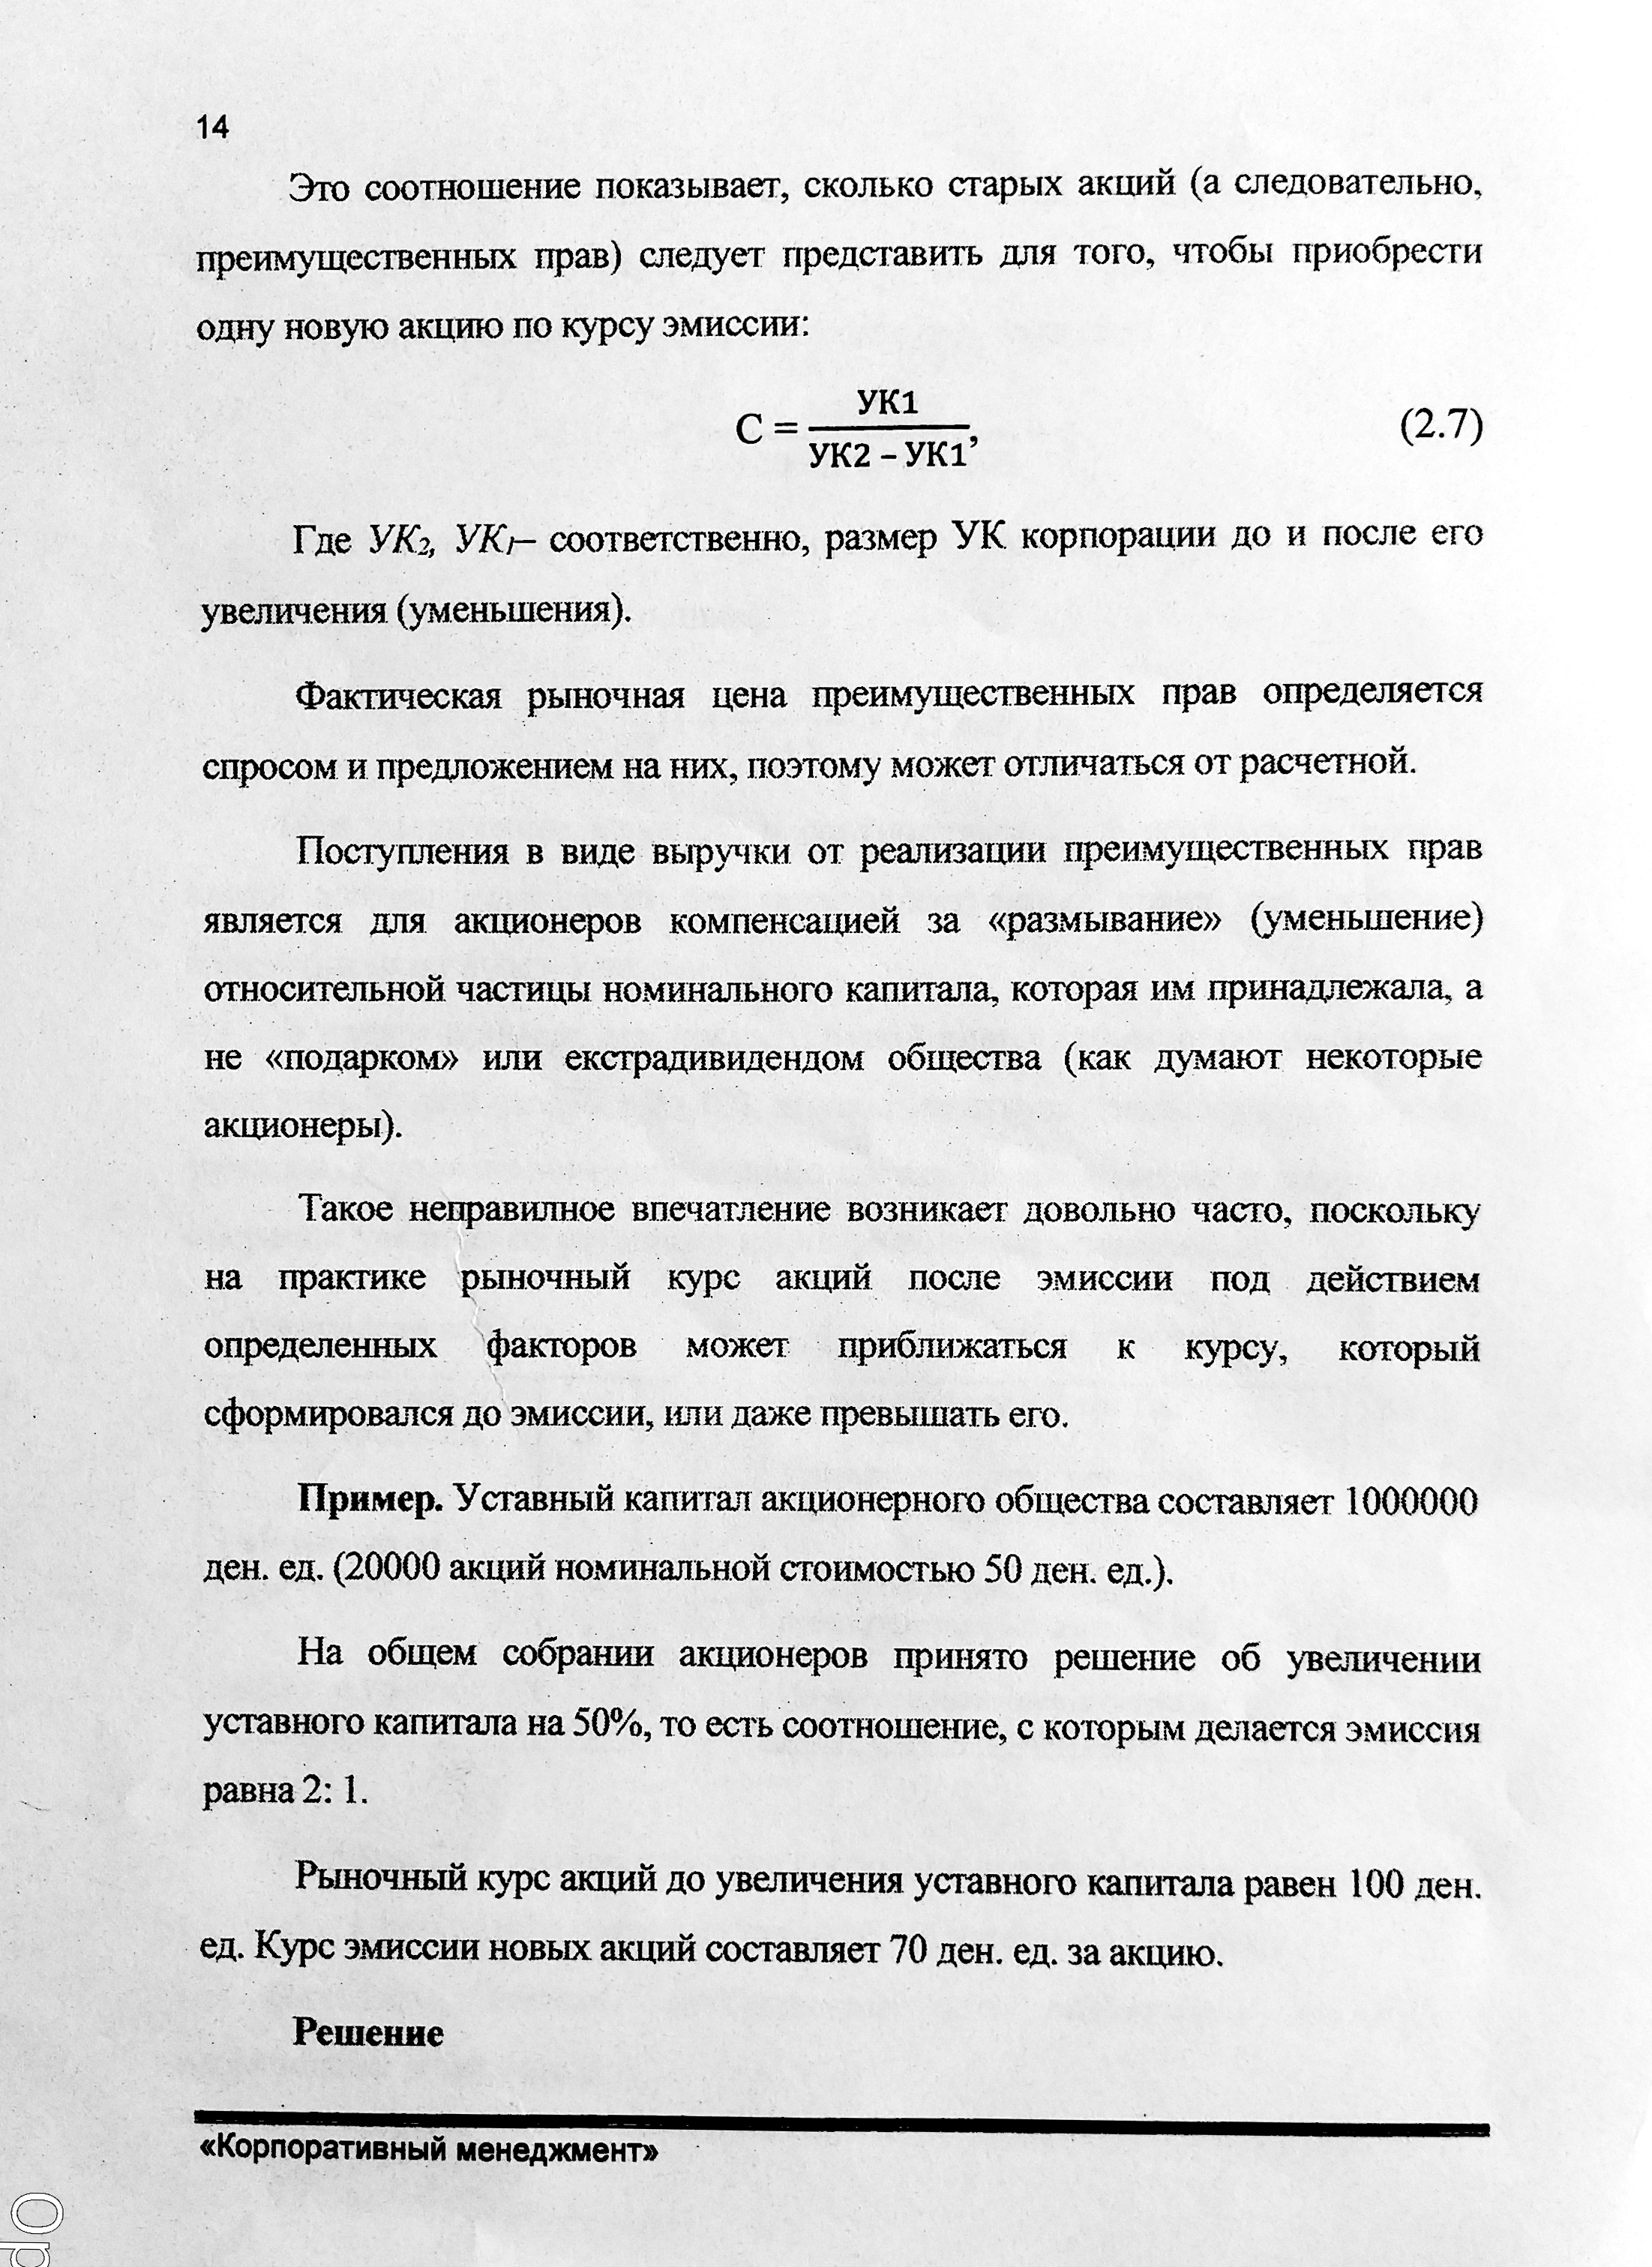 14
Это соотношение показывает, сколько старых акций (а следовательно,
преимущественных прав) следует представить для того, чтобы приобрести
одну новую акцию по курсу эмиссии:
С = УК1 / (УК2 – УК1), (2.7)
Где УК₂, УК₁– соответственно, размер УК корпорации до и после его
увеличения (уменьшения).
Фактическая рыночная цена преимущественных прав определяется
спросом и предложением на них, поэтому может отличаться от расчетной.
Поступления в виде выручки от реализации преимущественных прав
является для акционеров компенсацией за «размывание» (уменьшение)
относительной частицы номинального капитала, которая им принадлежала, а
не «подарком» или екстрадивидендом общества (как думают некоторые
акционеры).
Такое неправилное впечатление возникает довольно часто, поскольку
на практике рыночный курс акций после эмиссии под действием
определенных факторов может приближаться к курсу, который
сформировался до эмиссии, или даже превышать его.
Пример. Уставный капитал акционерного общества составляет 1000000
ден. ед. (20000 акций номинальной стоимостью 50 ден. ед.).
На общем собрании акционеров принято решение об увеличении
уставного капитала на 50%, то есть соотношение, с которым делается эмиссия
равна 2: 1.
Рыночный курс акций до увеличения уставного капитала равен 100 ден.
ед. Курс эмиссии новых акций составляет 70 ден. ед. за акцию.
Решение
«Корпоративный менеджмент»